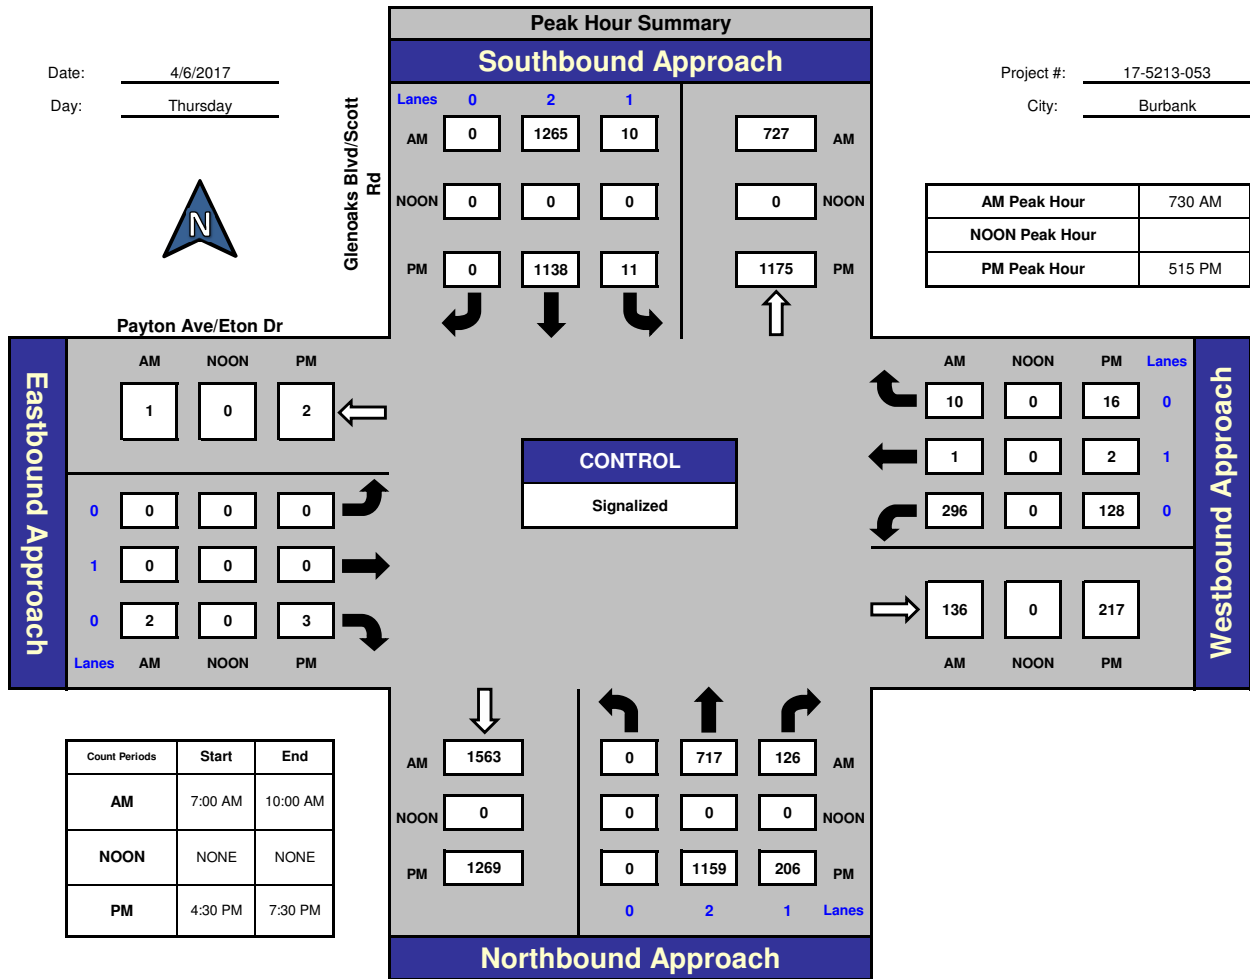 Peak Hour Summary
Southbound Approach
Date: 4/6/2017
Day: Thursday
Project #: 17-5213-053
City: Burbank
N
Glenoaks Blvd/Scott
Rd
Lanes 0 2 1
AM 0 1265 10 727 AM
NOON 0 0 0 0 NOON
PM 0 1138 11 1175 PM
AM Peak Hour 730 AM
NOON Peak Hour
PM Peak Hour 515 PM
Payton Ave/Eton Dr
Eastbound Approach
AM NOON PM
1 0 2
0 0 0 0
1 0 0 0
0 2 0 3
Lanes AM NOON PM
CONTROL
Signalized
AM NOON PM Lanes
10 0 16 0
1 0 2 1
296 0 128 0
136 0 217
AM NOON PM
Westbound Approach
Count Periods Start End
AM 7:00 AM 10:00 AM
NOON NONE NONE
PM 4:30 PM 7:30 PM
AM 1563 0 717 126 AM
NOON 0 0 0 0 NOON
PM 1269 0 1159 206 PM
0 2 1 Lanes
Northbound Approach